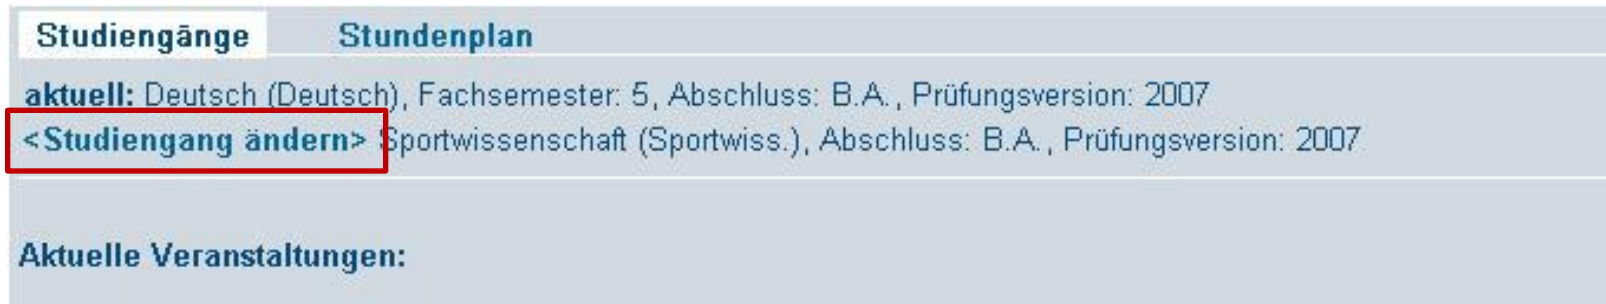 Studiengänge Stundenplan
aktuell: Deutsch (Deutsch), Fachsemester: 5, Abschluss: B.A., Prüfungsversion: 2007
<Studiengang ändern> Sportwissenschaft (Sportwiss.), Abschluss: B.A., Prüfungsversion: 2007
Aktuelle Veranstaltungen: